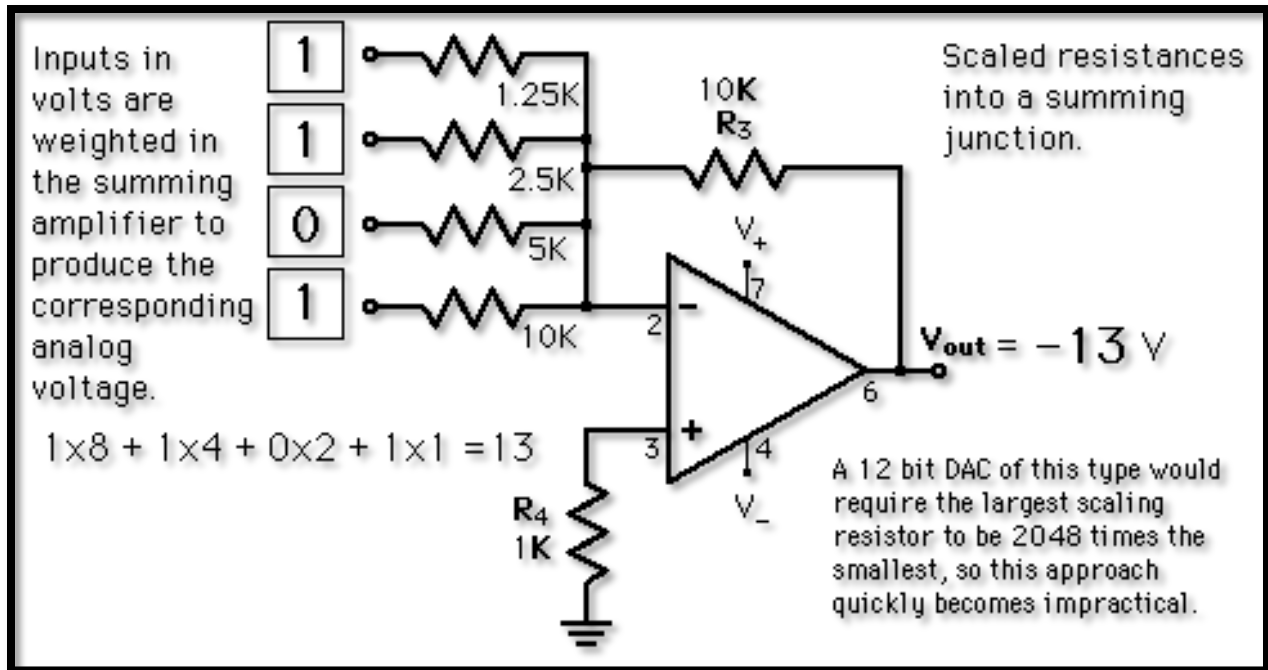 Inputs in
volts are
weighted in
the summing
amplifier to
produce the
corresponding
analog
voltage.
1
1
0
1
1.25K
2.5K
5K
10K
1x8 + 1x4 + 0x2 + 1x1 =13
10K
R3
Scaled resistances
into a summing
junction.
V+
7
2
−
3
+
6
4
V−
Vout = −13 V
R4
1K
A 12 bit DAC of this type would
require the largest scaling
resistor to be 2048 times the
smallest, so this approach
quickly becomes impractical.